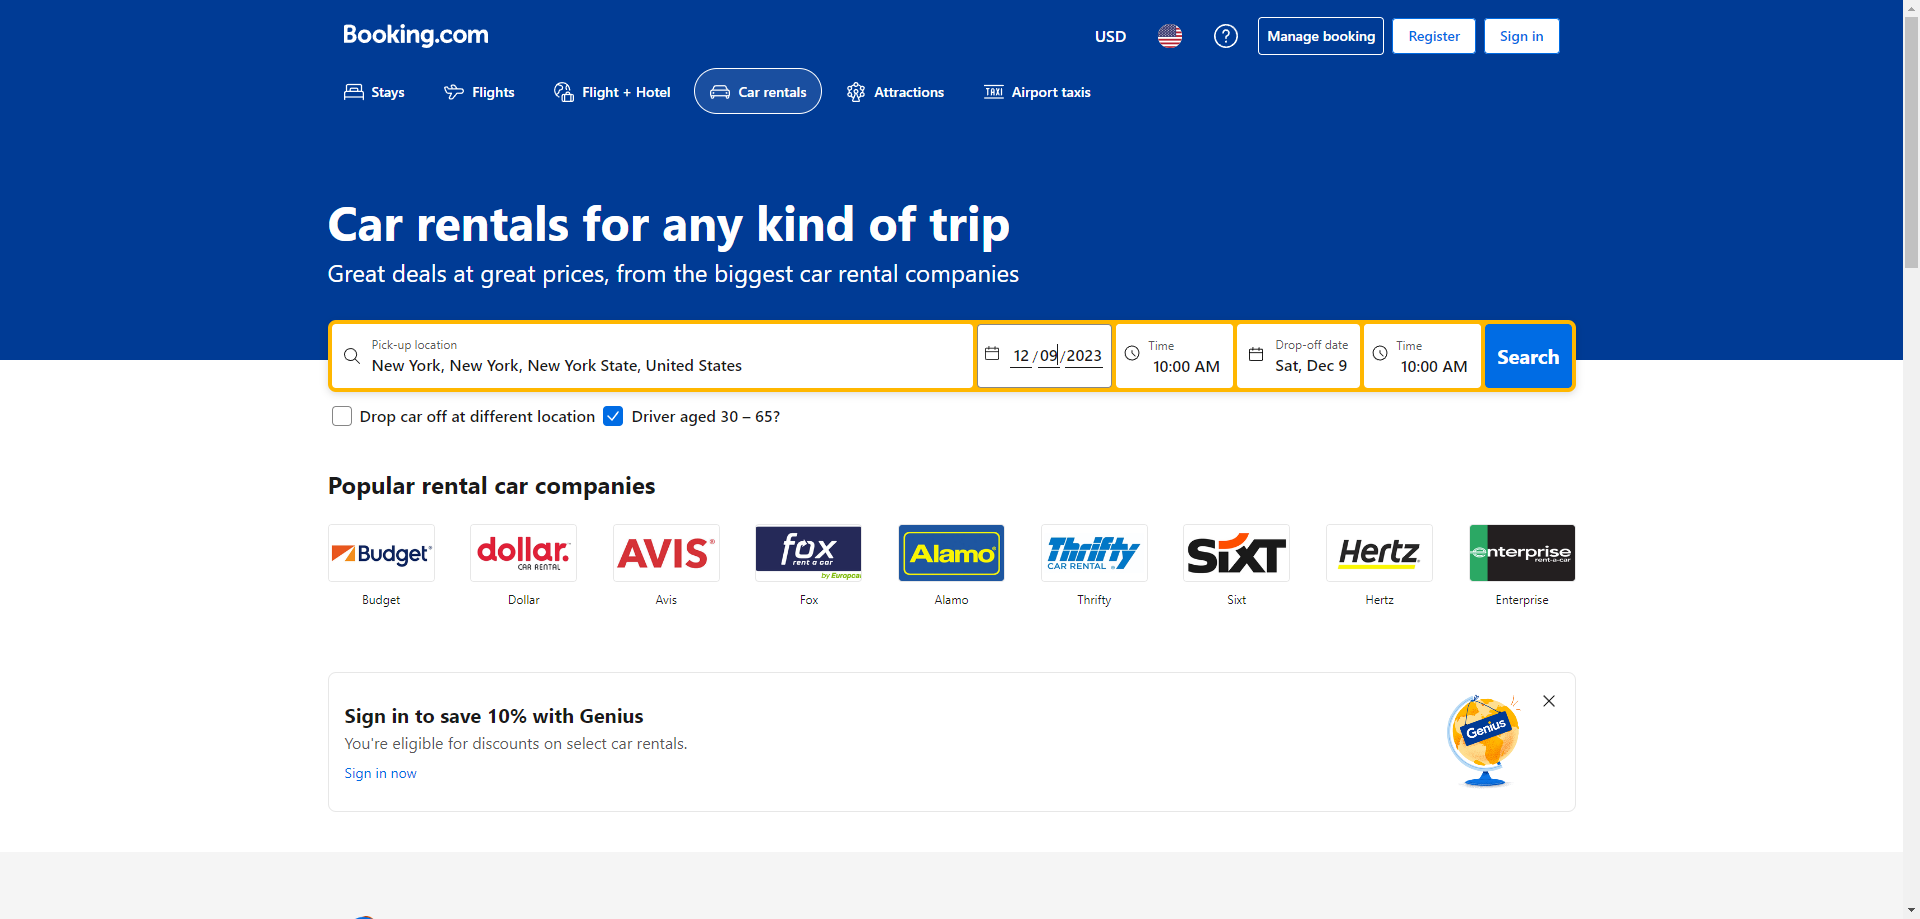 Booking.com
USD
Manage booking
Register
Sign in
Stays
Flights
Flight + Hotel
Car rentals
Attractions
TAXI
Airport taxis
Car rentals for any kind of trip
Great deals at great prices, from the biggest car rental companies
Pick-up location
New York, New York, New York State, United States
12/09/2023
Time
10:00 AM
Drop-off date
Sat, Dec 9
Time
10:00 AM
Search
Drop car off at different location
Driver aged 30 – 65?
Popular rental car companies
Budget®
dollar.
CAR RENTAL
AVIS®
fox
rent a car
by Europcar
Alamo
Thrifty
CAR RENTAL
SIXT
Hertz
enterprise
rent-a-car
Budget
Dollar
Avis
Fox
Alamo
Thrifty
Sixt
Hertz
Enterprise
Sign in to save 10% with Genius
You're eligible for discounts on select car rentals.
Sign in now
Genius